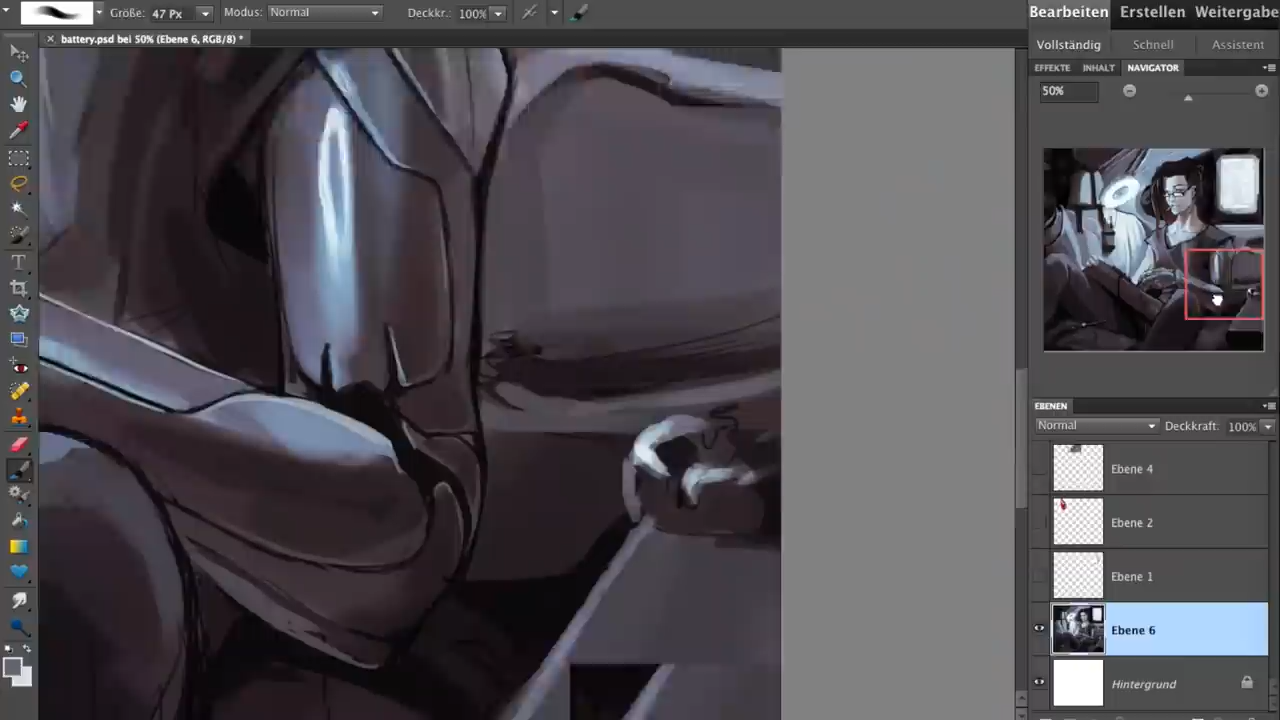 Größe: 47 Px Modus: Normal Deckkr.: 100%
battery.psd bei 50% (Ebene 6, RGB/8) *
Bearbeiten Erstellen Weitergabe
Vollständig Schnell Assistent
EFFEKTE INHALT NAVIGATOR
50%
EBENEN
Normal Deckkraft: 100%
Ebene 4
Ebene 2
Ebene 1
Ebene 6
Hintergrund